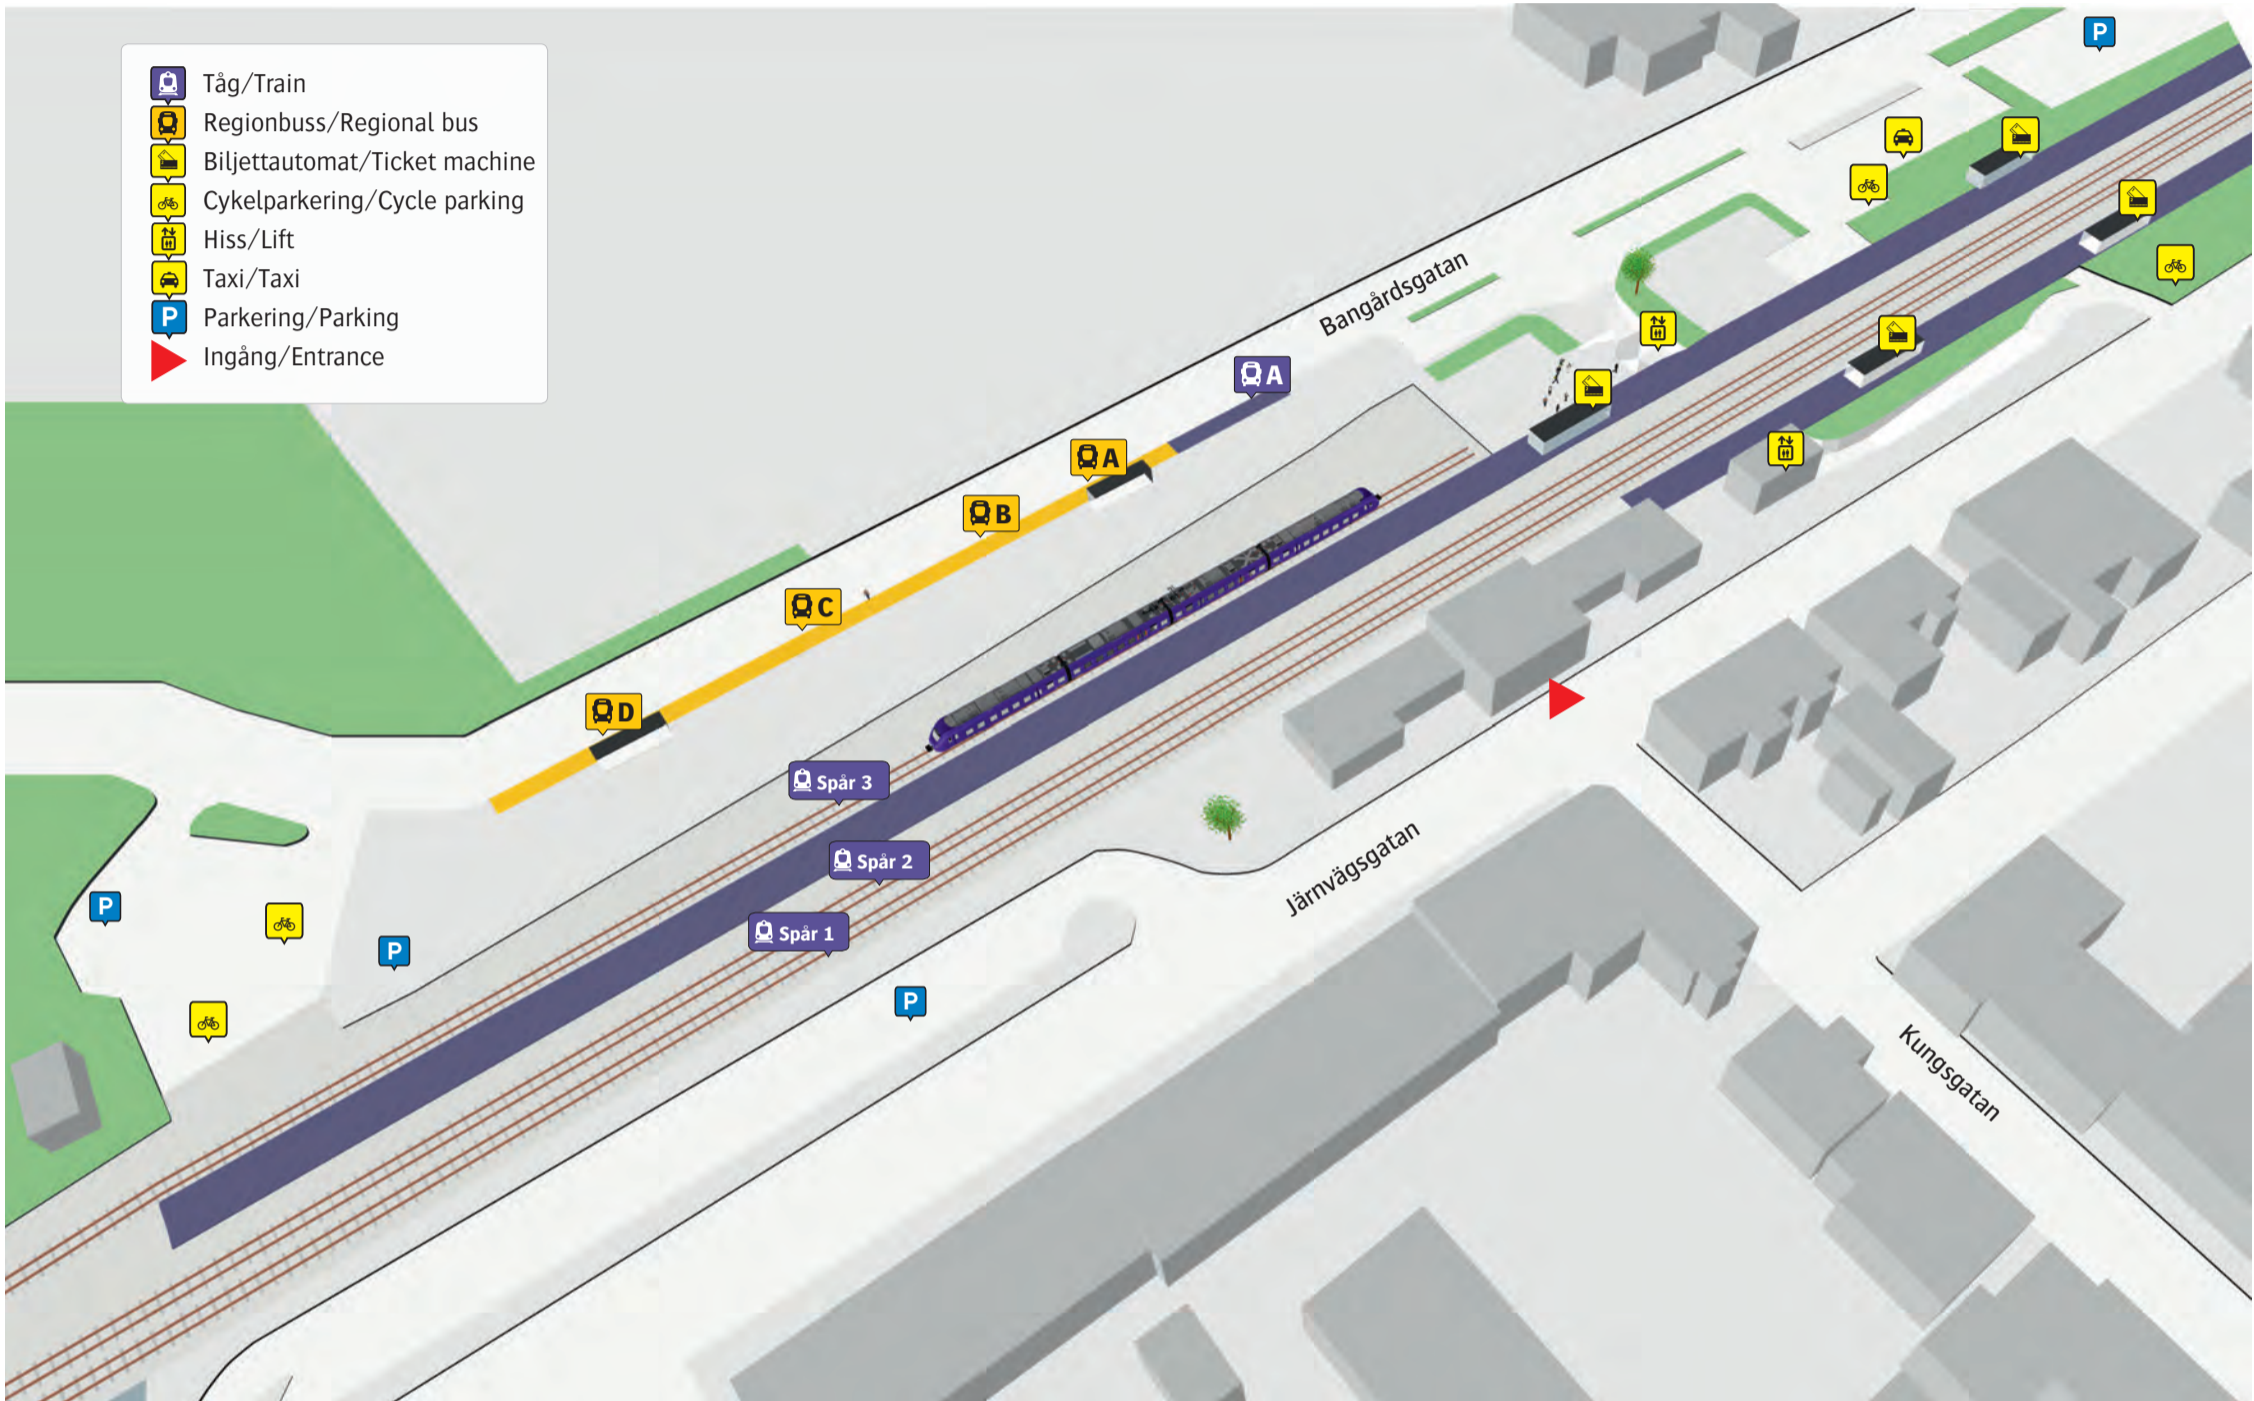 Tåg/Train
Regionbuss/Regional bus
Biljettautomat/Ticket machine
Cykelparkering/Cycle parking
Hiss/Lift
Taxi/Taxi
P Parkering/Parking
Ingång/Entrance
P
Bangårdsgatan
A
A
B
C
D
Spår 3
Spår 2
Spår 1
P
P
P
Järnvägsgatan
Kungsgatan